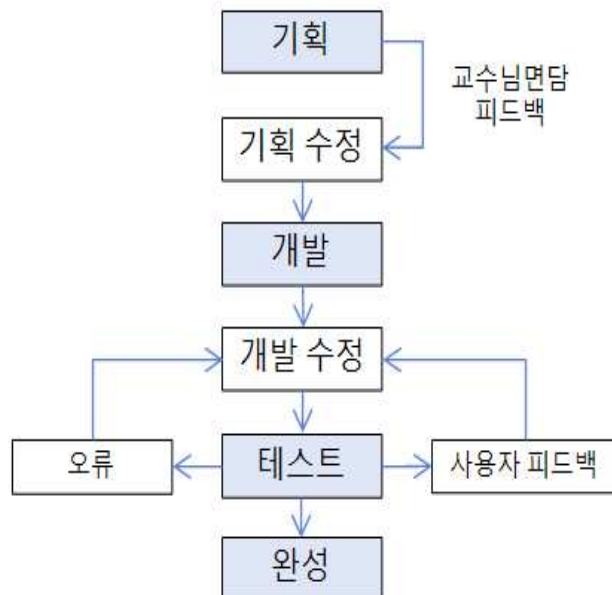 기획
교수님면담
피드백
기획 수정
개발
개발 수정
오류
테스트
사용자 피드백
완성